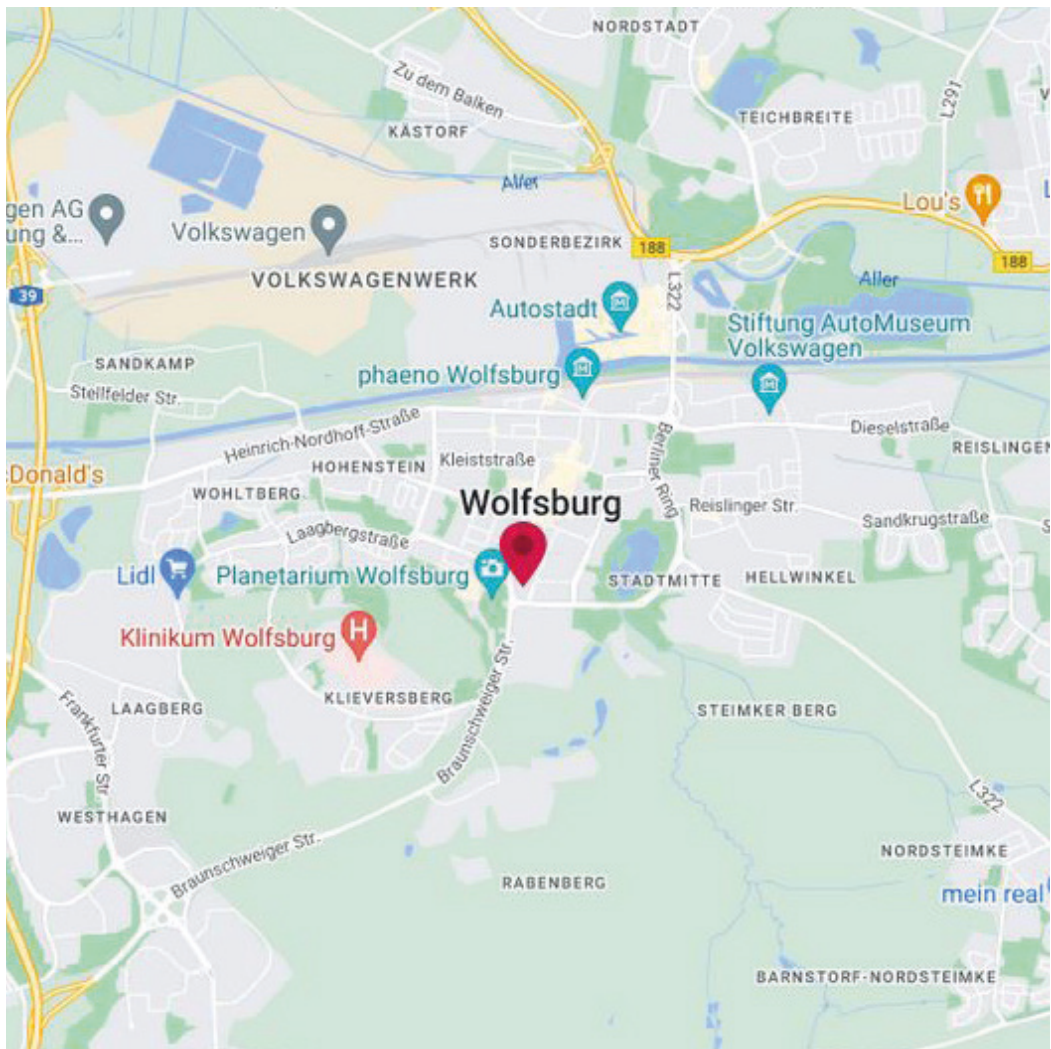 NORDSTADT
Zu dem Balken
L291
TEICHBREITE
KÄSTORF
Aller
Lou's
gen AG
ung &...
Volkswagen
SONDERBEZIRK
188
188
L322
Aller
VOLKSWAGENWERK
39
Autostadt
Stiftung AutoMuseum
Volkswagen
SANDKAMP
phaeno Wolfsburg
Stellfelder Str.
Heinrich-Nordhoff-Straße
Berliner Ring
Dieselstraße
REISLINGEN
HOHENSTEIN
Kleiststraße
cDonald's
WOHLTBERG
Wolfsburg
Reislinger Str.
Sandkrugstraße
Laagbergstraße
Lidl
Planetarium Wolfsburg
STADTMITTE
HELLWINKEL
Klinikum Wolfsburg
H
KLIEVERSBERG
LAAGBERG
STEIMKER BERG
Frankfurter Str.
Braunschweiger Str.
L322
WESTHAGEN
Braunschweiger Str.
NORDSTEIMKE
RABENBERG
mein real
BARNSTORF-NORDSTEIMKE